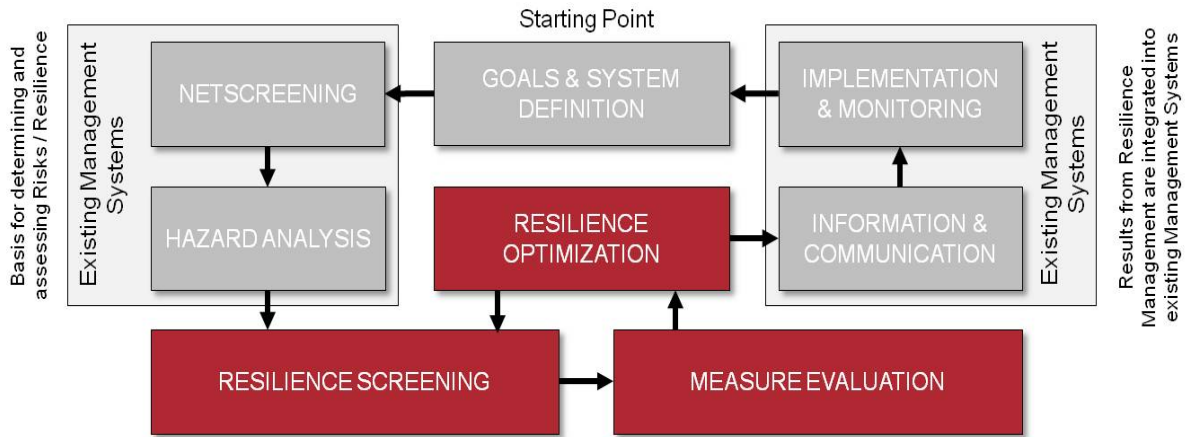 Starting Point
Basis for determining and
assessing Risks / Resilience
Existing Management
Systems
NETSCREENING
GOALS & SYSTEM
DEFINITION
IMPLEMENTATION
& MONITORING
HAZARD ANALYSIS
RESILIENCE
OPTIMIZATION
INFORMATION &
COMMUNICATION
Existing Management
Systems
Results from Resilience
Management are integrated into
existing Management Systems
RESILIENCE SCREENING
MEASURE EVALUATION